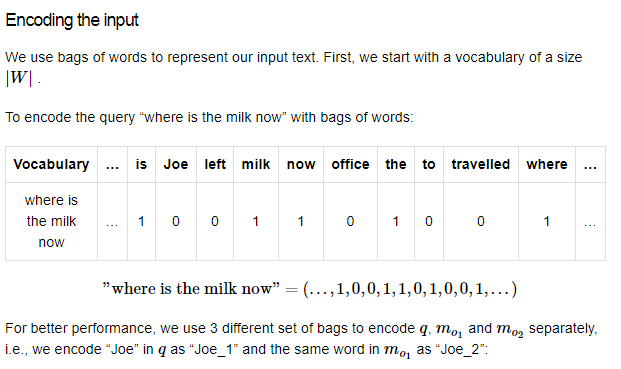 Encoding the input
We use bags of words to represent our input text. First, we start with a vocabulary of a size
|W| .
To encode the query “where is the milk now” with bags of words:
Vocabulary ... is Joe left milk now office the to travelled where ...
where is
the milk ... 1 0 0 1 1 0 1 0 0 1 ...
now
”where is the milk now” = (…,1,0,0,1,1,0,1,0,0,1,…)
For better performance, we use 3 different set of bags to encode q, m_{o_1} and m_{o_2} separately,
i.e., we encode “Joe” in q as “Joe_1” and the same word in m_{o_1} as “Joe_2”: